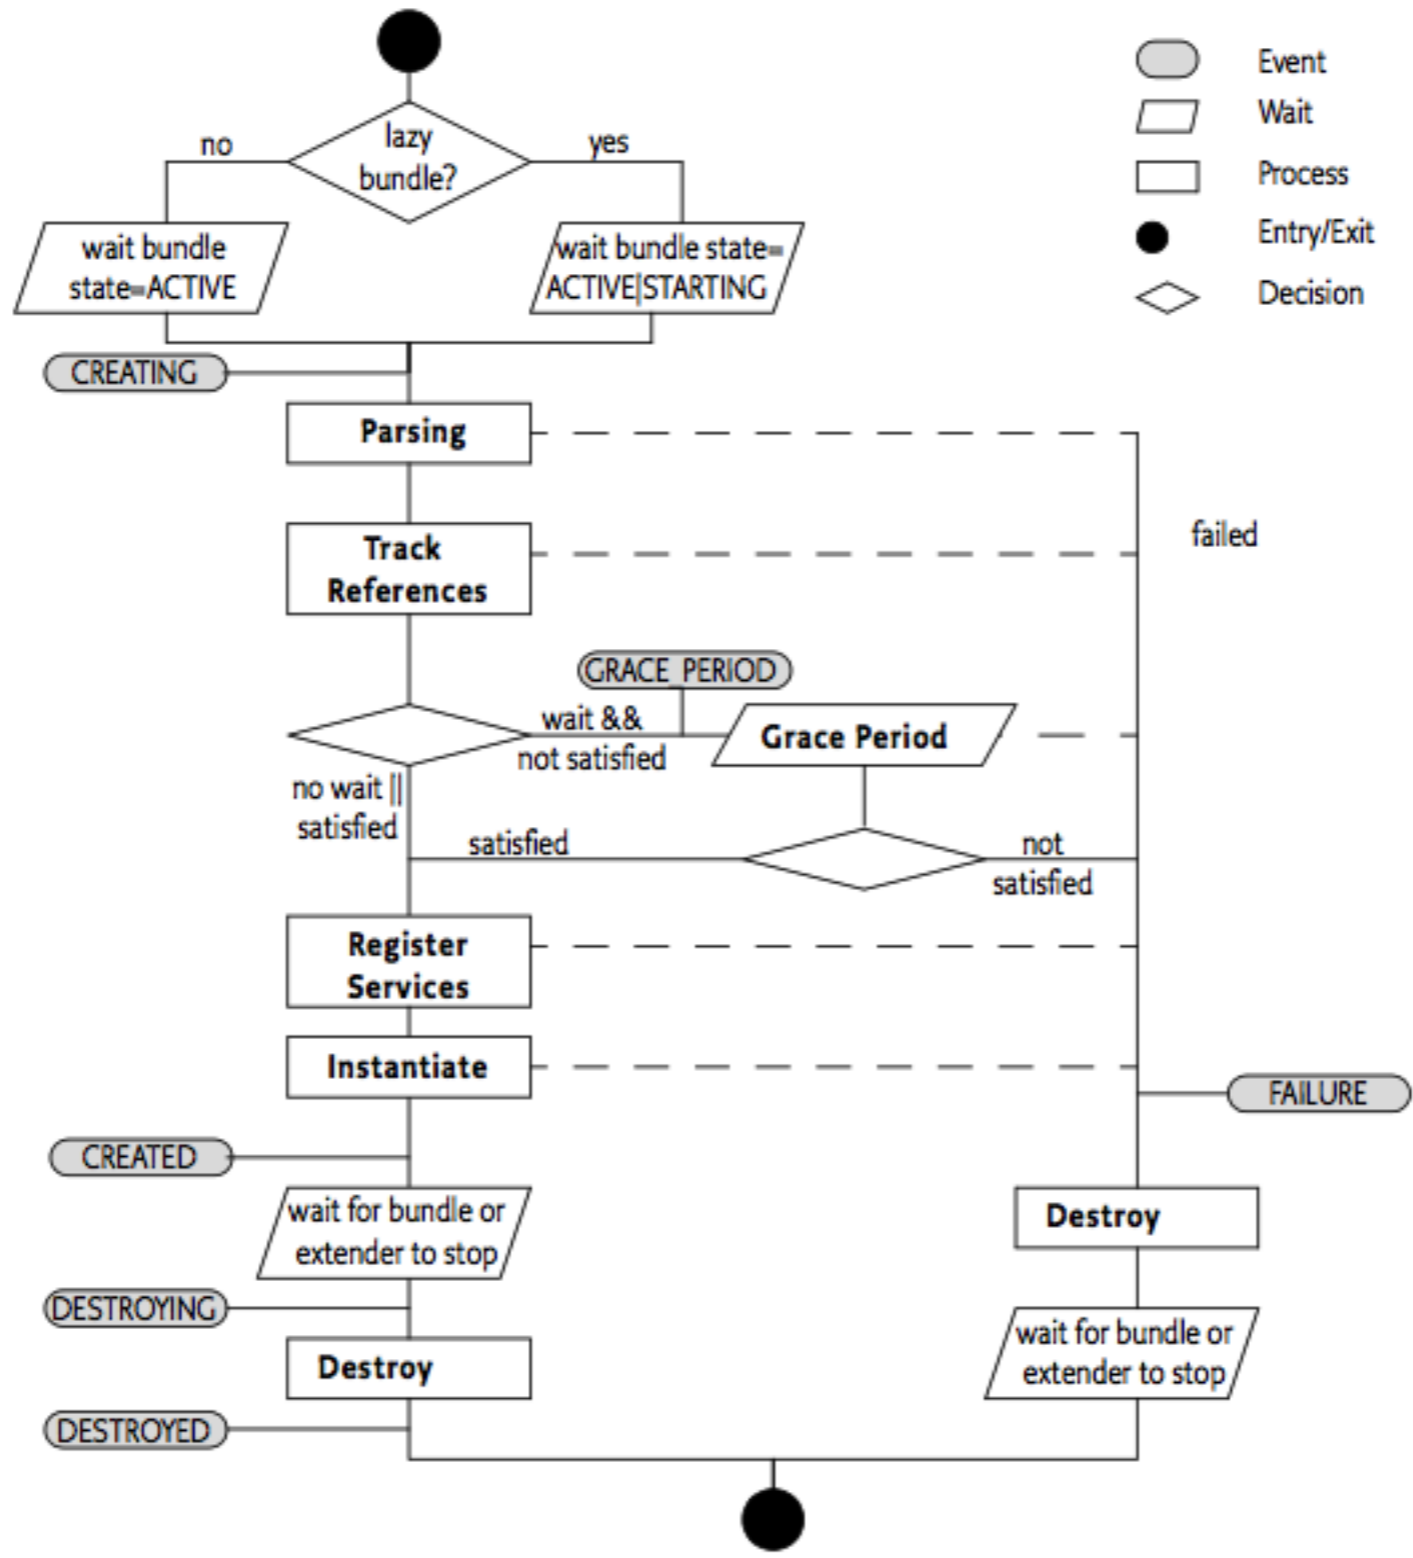 Event
Wait
Process
Entry/Exit
Decision
lazy
bundle?
no
yes
wait bundle
state=ACTIVE
wait bundle state=
ACTIVE|STARTING
CREATING
Parsing
failed
Track
References
GRACE_PERIOD
wait &&
not satisfied
Grace Period
no wait ||
satisfied
satisfied
not
satisfied
Register
Services
Instantiate
FAILURE
CREATED
wait for bundle or
extender to stop
Destroy
DESTROYING
wait for bundle or
extender to stop
Destroy
DESTROYED